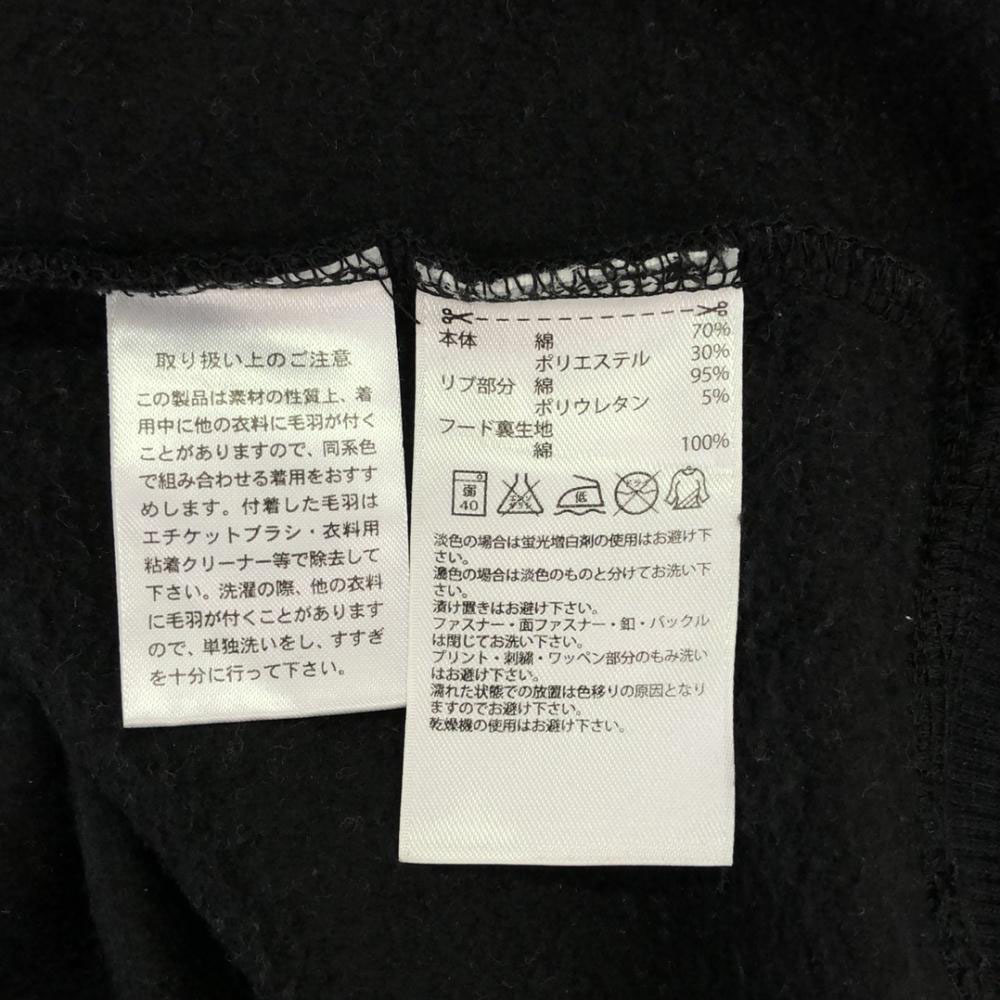 取り扱い上のご注意
この製品は素材の性質上、着
用中に他の衣料に毛羽が付く
ことがありますので、同系色
で組み合わせる着用をおすす
めします。付着した毛羽は
エチケットブラシ・衣料用
粘着クリーナー等で除去して
下さい。洗濯の際、他の衣料
に毛羽が付くことがあります
ので、単独洗いをし、すすぎ
を十分に行って下さい。
本体 綿 70%
ポリエステル 30%
リブ部分 綿 95%
ポリウレタン 5%
フード裏生地
綿 100%
40
エンソ
サラシ
低
ドライ
淡色の場合は蛍光増白剤の使用はお避け下
さい。
濃色の場合は淡色のものと分けてお洗い下
さい。
漬け置きはお避け下さい。
ファスナー・面ファスナー・釦・バックル
は閉じてお洗い下さい。
プリント・刺繍・ワッペン部分のもみ洗い
はお避け下さい。
濡れた状態での放置は色移りの原因となり
ますのでお避け下さい。
乾燥機の使用はお避け下さい。